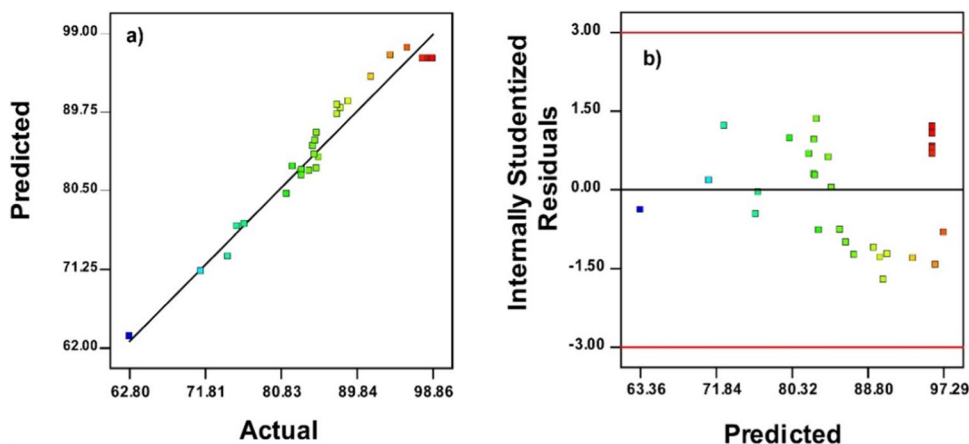 a)
99.00
89.75
80.50
71.25
62.00
Predicted
62.80 71.81 80.83 89.84 98.86
Actual
b)
3.00
1.50
0.00
-1.50
-3.00
Internally Studentized
Residuals
63.36 71.84 80.32 88.80 97.29
Predicted